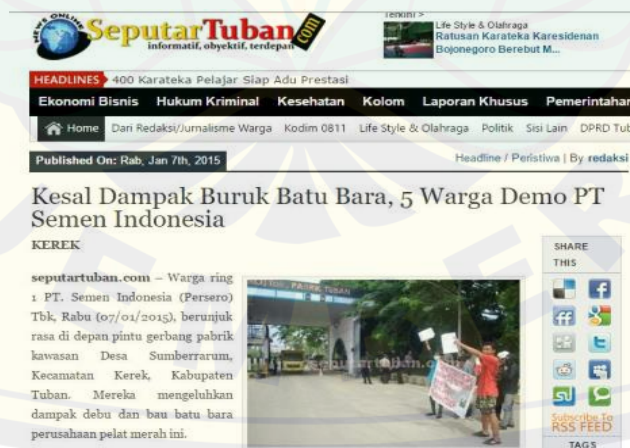 NEWS ONLINE
SeputarTuban.com
informatif, obyektif, terdepan
Terkini >
Life Style & Olahraga
Ratusan Karateka Karesidenan
Bojonegoro Berebut M...
HEADLINES 400 Karateka Pelajar Siap Adu Prestasi
Ekonomi Bisnis Hukum Kriminal Kesehatan Kolom Laporan Khusus Pemerintahan
Home Dari Redaksi/Jurnalisme Warga Kodim 0811 Life Style & Olahraga Politik Sisi Lain DPRD Tub
Published On: Rab, Jan 7th, 2015
Headline / Peristiwa | By redaksi
Kesal Dampak Buruk Batu Bara, 5 Warga Demo PT
Semen Indonesia
KEREK
seputartuban.com – Warga ring
1 PT. Semen Indonesia (Persero)
Tbk, Rabu (07/01/2015), berunjuk
rasa di depan pintu gerbang pabrik
kawasan Desa Sumberrarum,
Kecamatan Kerek, Kabupaten
Tuban. Mereka mengeluhkan
dampak debu dan bau batu bara
perusahaan pelat merah ini.
PABRIK TUBAN
seputartuban.com
SHARE
THIS
Subscribe To
RSS FEED
TAGS